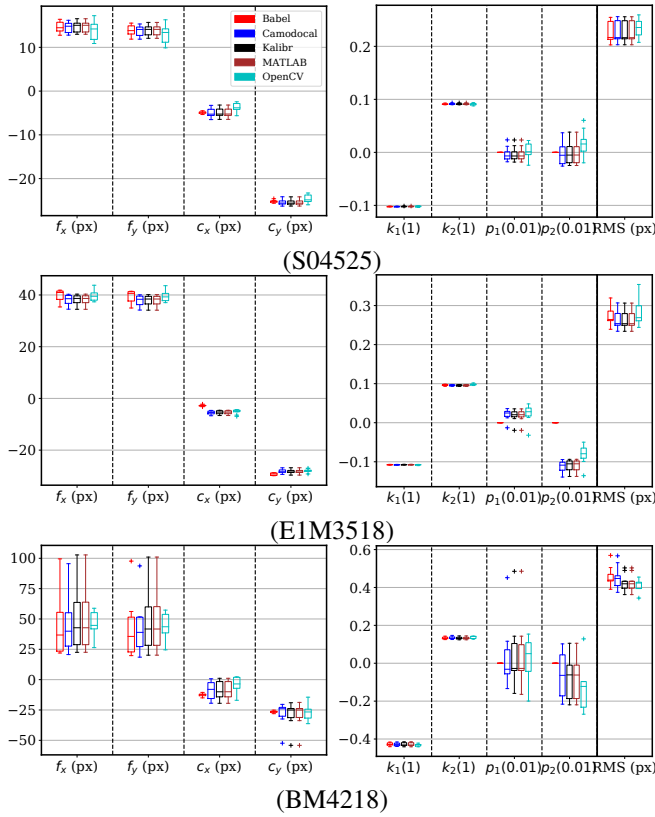 10
0
−10
−20
f_x (px)
f_y (px)
c_x (px)
c_y (px)
Babel
Camodocal
Kalibr
MATLAB
OpenCV
0.2
0.1
0.0
−0.1
k_1(1)
k_2(1)
p_1(0.01)
p_2(0.01)
RMS (px)
(S04525)
40
20
0
−20
f_x (px)
f_y (px)
c_x (px)
c_y (px)
0.3
0.2
0.1
0.0
−0.1
k_1(1)
k_2(1)
p_1(0.01)
p_2(0.01)
RMS (px)
(E1M3518)
100
75
50
25
0
−25
−50
f_x (px)
f_y (px)
c_x (px)
c_y (px)
0.6
0.4
0.2
0.0
−0.2
−0.4
k_1(1)
k_2(1)
p_1(0.01)
p_2(0.01)
RMS (px)
(BM4218)